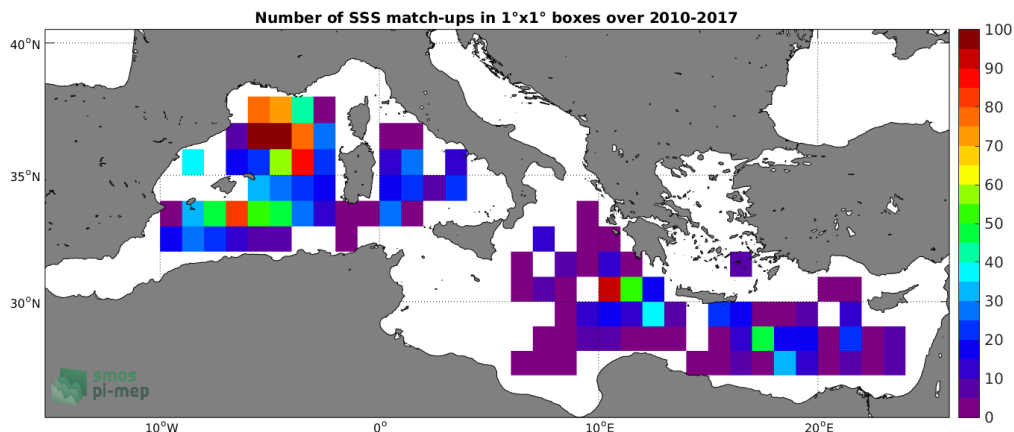 Number of SSS match-ups in 1°x1° boxes over 2010-2017
40°N
35°N
30°N
10°W
0°
10°E
20°E
100
90
80
70
60
50
40
30
20
10
0
smos
pi-mep